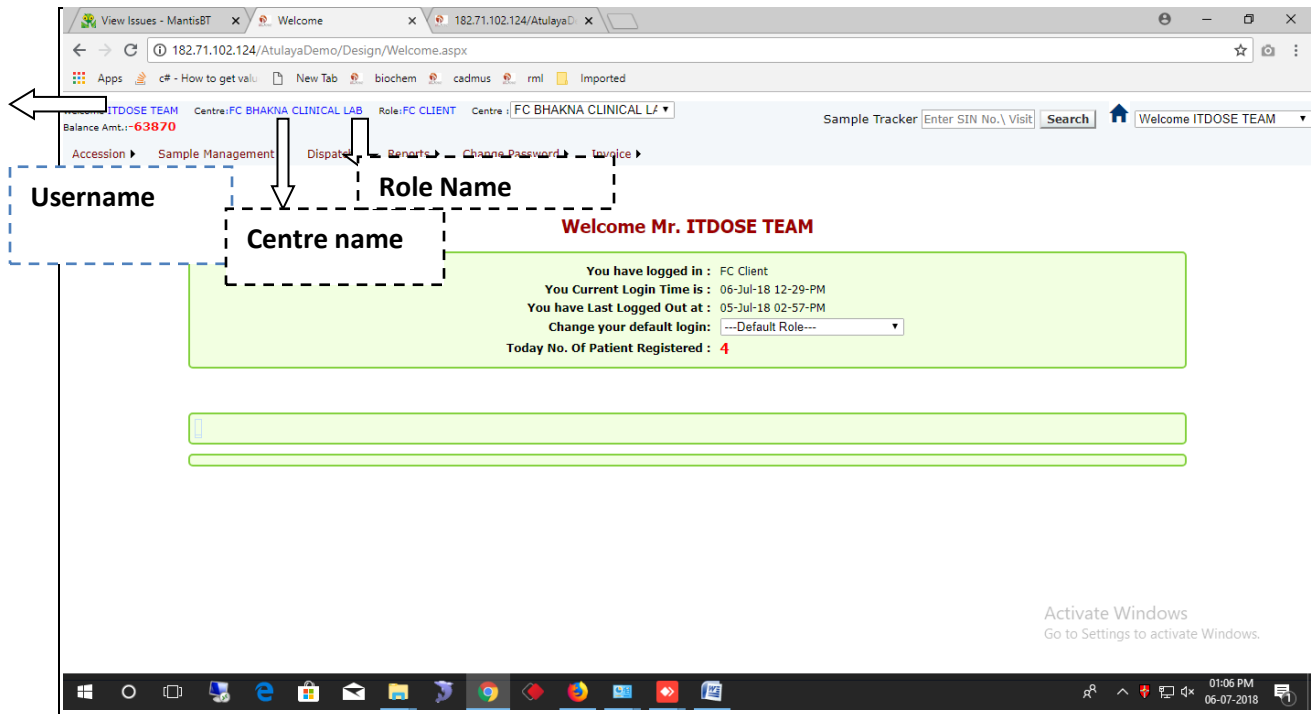 View Issues - MantisBT
Welcome
182.71.102.124/AtulayaD
182.71.102.124/AtulayaDemo/Design/Welcome.aspx
Apps c# - How to get valu New Tab biochem cadmus rml Imported
ITDOSE TEAM Centre:FC BHAKNA CLINICAL LAB Role:FC CLIENT Centre : FC BHAKNA CLINICAL LA
Sample Tracker Enter SIN No.\ Visit Search Welcome ITDOSE TEAM
Balance Amt.:-63870
Accession Sample Management Dispatch Reports Change Password Invoice
Username
Role Name
Centre name
Welcome Mr. ITDOSE TEAM
You have logged in : FC Client
You Current Login Time is : 06-Jul-18 12-29-PM
You have Last Logged Out at : 05-Jul-18 02-57-PM
Change your default login: ---Default Role---
Today No. Of Patient Registered : 4
Activate Windows
Go to Settings to activate Windows.
01:06 PM
06-07-2018